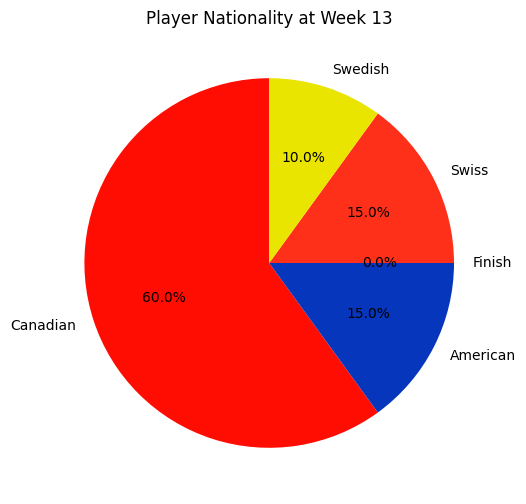 Player Nationality at Week 13
Swedish
10.0%
Swiss
15.0%
0.0%
Finish
60.0%
15.0%
Canadian
American